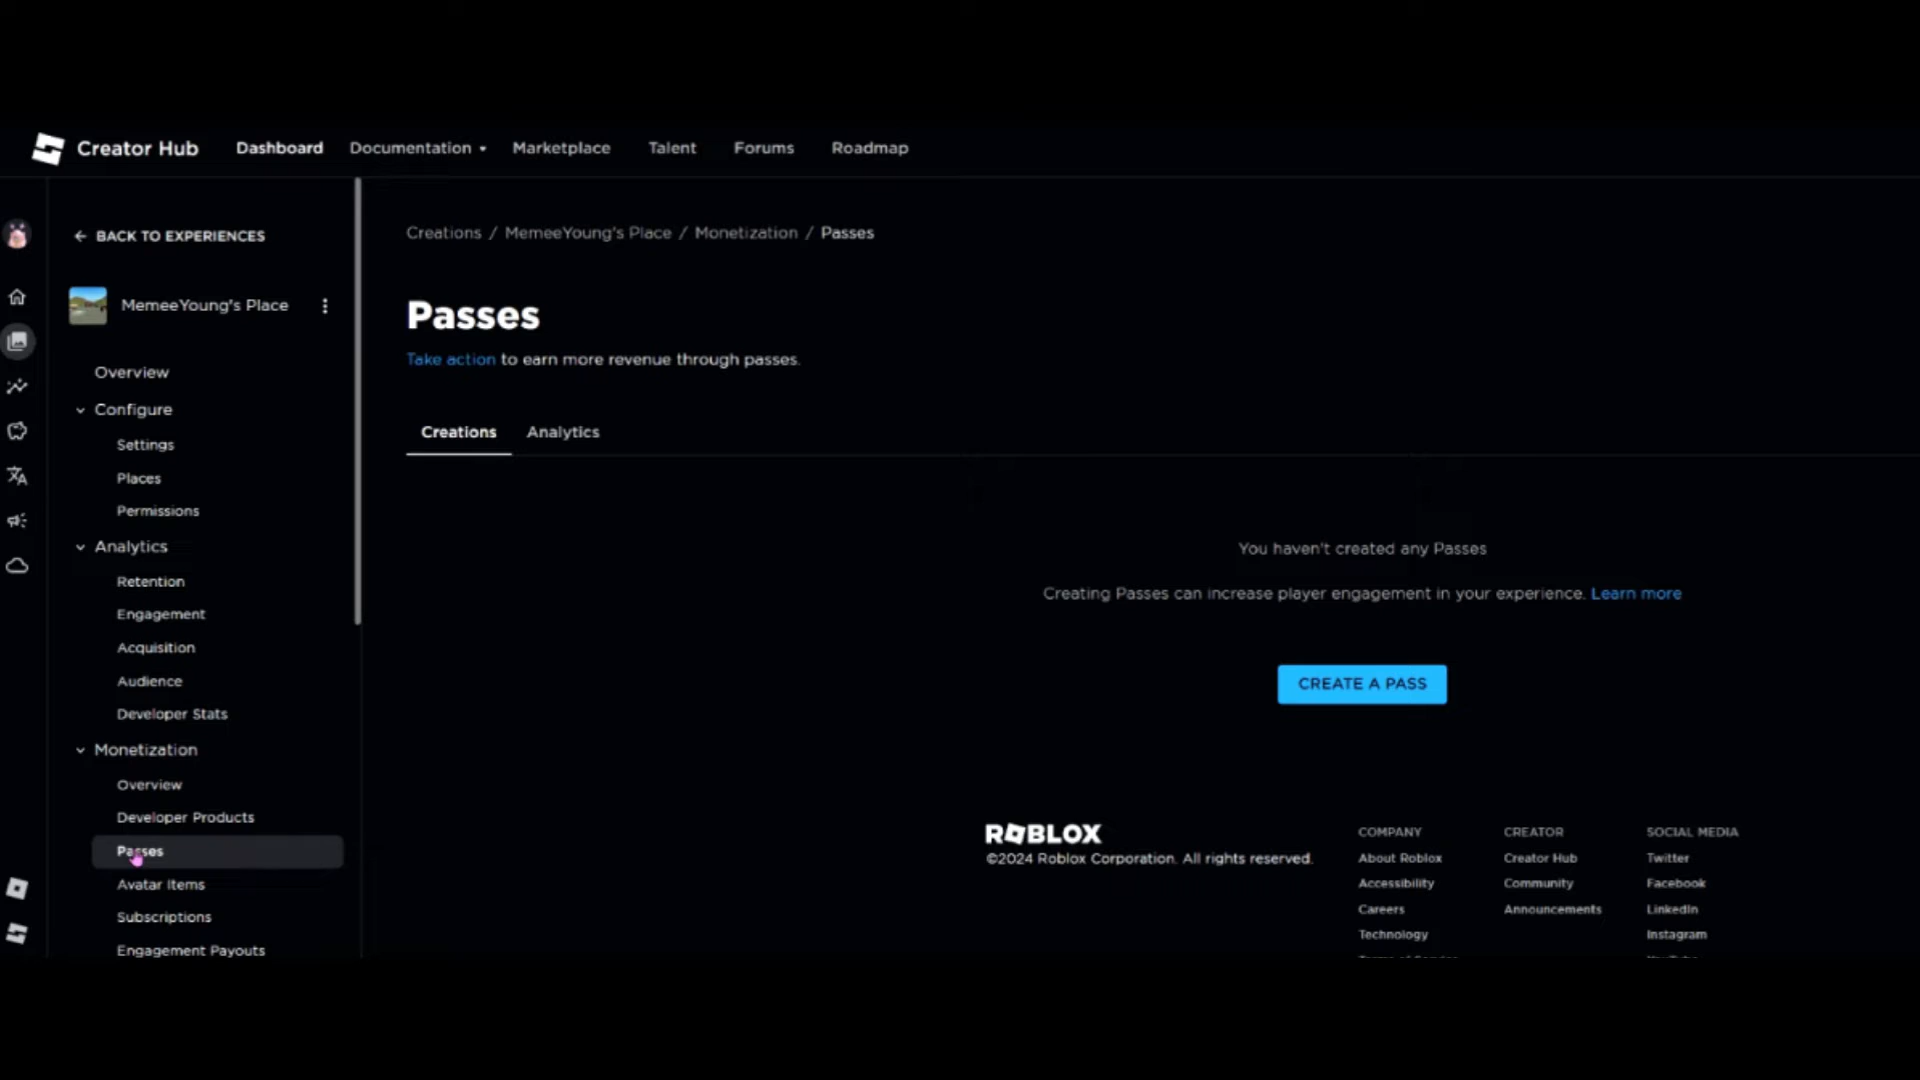 Creator Hub
Dashboard
Documentation
Marketplace
Talent
Forums
Roadmap
BACK TO EXPERIENCES
MemeeYoung's Place
Overview
Configure
Settings
Places
Permissions
Analytics
Retention
Engagement
Acquisition
Audience
Developer Stats
Monetization
Overview
Developer Products
Passes
Avatar Items
Subscriptions
Engagement Payouts
Creations / MemeeYoung's Place / Monetization / Passes
Passes
Take action to earn more revenue through passes.
Creations
Analytics
You haven't created any Passes
Creating Passes can increase player engagement in your experience. Learn more
CREATE A PASS
ROBLOX
©2024 Roblox Corporation. All rights reserved.
COMPANY
About Roblox
Accessibility
Careers
Technology
CREATOR
Creator Hub
Community
Announcements
SOCIAL MEDIA
Twitter
Facebook
LinkedIn
Instagram